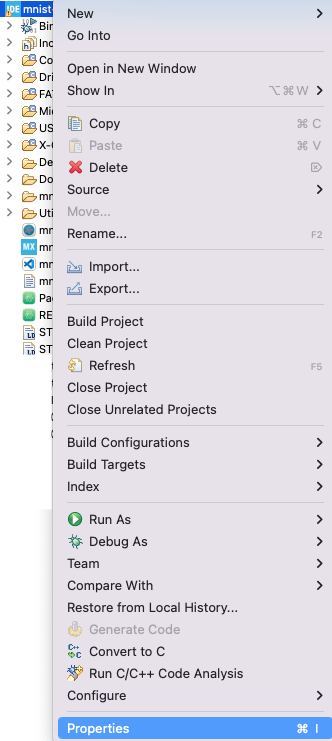 IDE mnist
New
Bin
Go Into
Inc
Co
Open in New Window
Dri
Show In ⌥⌘W
FA
Mi
Copy ⌘ C
US
Paste ⌘ V
X-C
Delete ⌦
De
Source
Do
Move...
mn
Rename... F2
Uti
mn
MX mn
Import...
mn
Export...
mn
Pac
RE
Build Project
LD ST
Clean Project
LD ST
Refresh F5
Close Project
Close Unrelated Projects
Build Configurations
Build Targets
Index
Run As
Debug As
Team
Compare With
Restore from Local History...
Generate Code
C++ C Convert to C
Run C/C++ Code Analysis
Configure
Properties ⌘ I